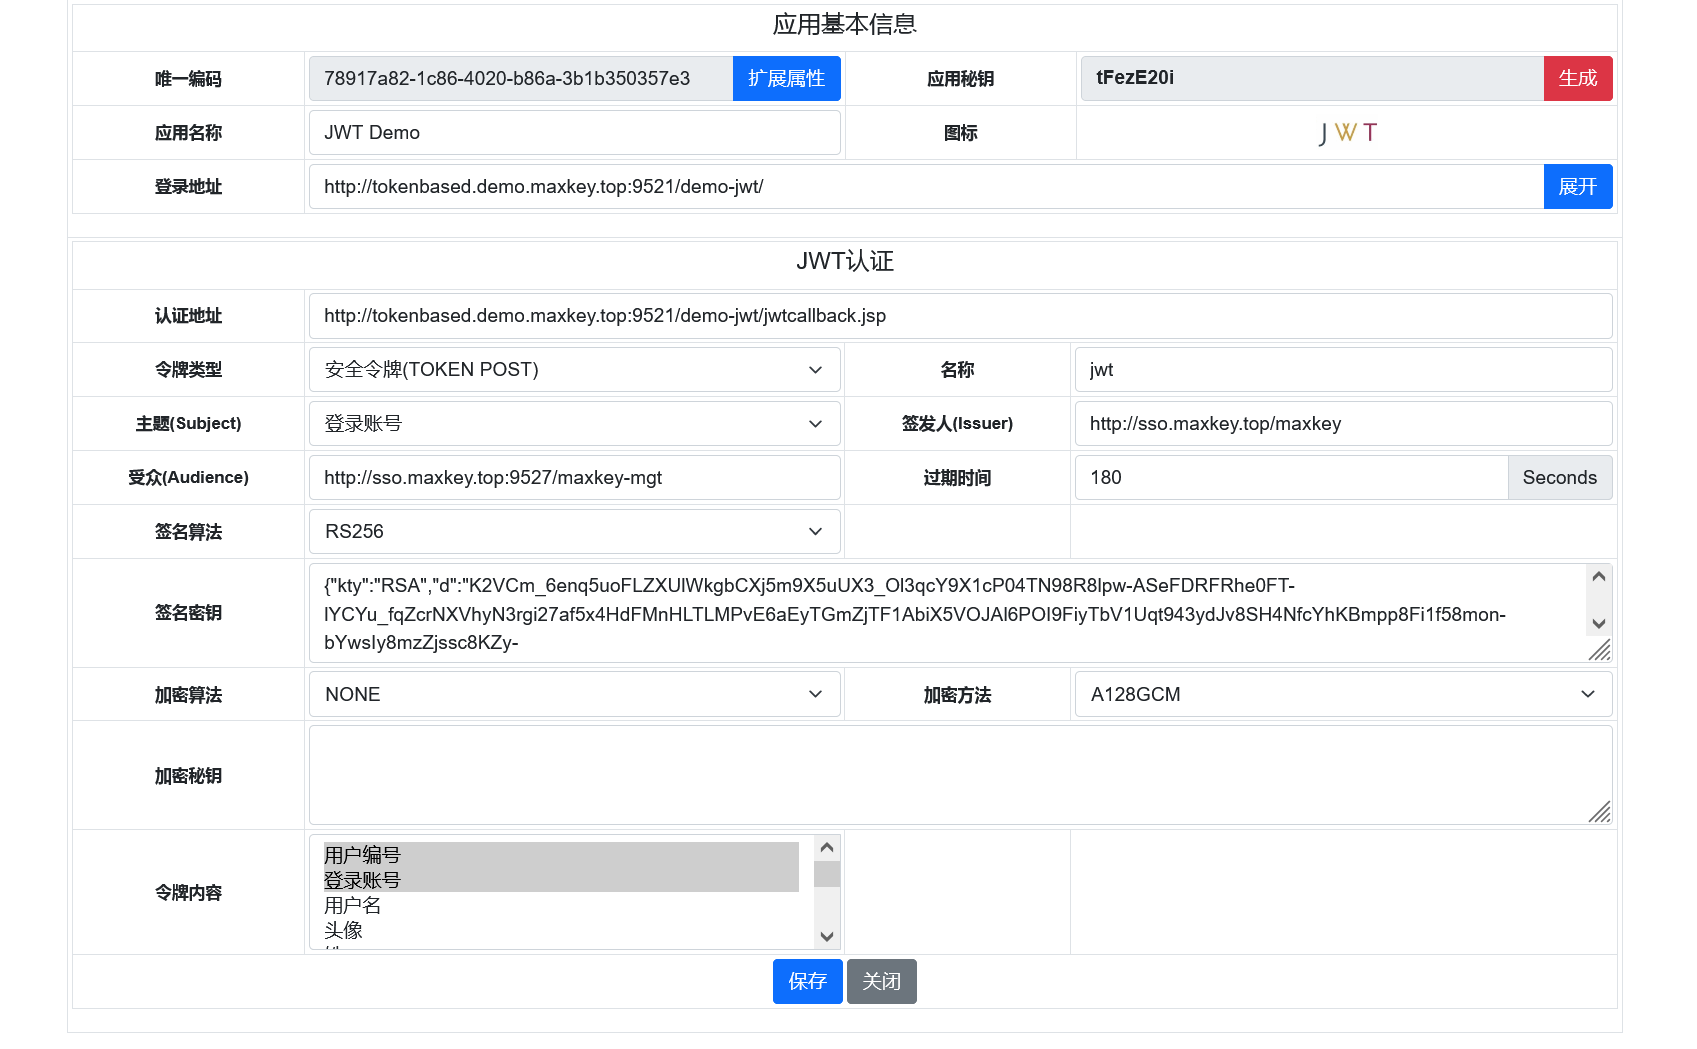 应用基本信息
唯一编码 78917a82-1c86-4020-b86a-3b1b350357e3 扩展属性 应用秘钥 tFezE20i 生成
应用名称 JWT Demo 图标 JWT
登录地址 http://tokenbased.demo.maxkey.top:9521/demo-jwt/ 展开
JWT认证
认证地址 http://tokenbased.demo.maxkey.top:9521/demo-jwt/jwtcallback.jsp
令牌类型 安全令牌(TOKEN POST) 名称 jwt
主题(Subject) 登录账号 签发人(Issuer) http://sso.maxkey.top/maxkey
受众(Audience) http://sso.maxkey.top:9527/maxkey-mgt 过期时间 180 Seconds
签名算法 RS256
签名密钥 {"kty":"RSA","d":"K2VCm_6enq5uoFLZXUlWkgbCXj5m9X5uUX3_Ol3qcY9X1cP04TN98R8lpw-ASeFDRFRhe0FT-
lYCYu_fqZcrNXVhyN3rgi27af5x4HdFMnHLTLMPvE6aEyTGmZjTF1AbiX5VOJAl6POI9FiyTbV1Uqt943ydJv8SH4NfcYhKBmpp8Fi1f58mon-
bYwsIy8mzZjssc8KZy-
加密算法 NONE 加密方法 A128GCM
加密秘钥
令牌内容 用户编号
登录账号
用户名
头像
保存 关闭